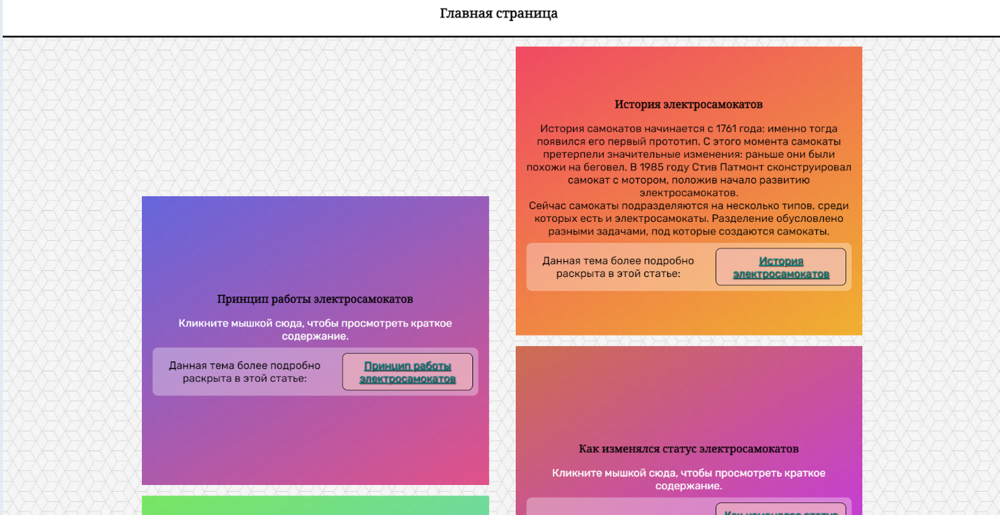 Главная страница
История электросамокатов
История самокатов начинается с 1761 года: именно тогда
появился его первый прототип. С этого момента самокаты
претерпели значительные изменения: раньше они были
похожи на беговел. В 1985 году Стив Патмонт сконструировал
самокат с мотором, положив начало развитию
электросамокатов.
Сейчас самокаты подразделяются на несколько типов, среди
которых есть и электросамокаты. Разделение обусловлено
разными задачами, под которые создаются самокаты.
Данная тема более подробно
раскрыта в этой статье:
История
электросамокатов
Принцип работы электросамокатов
Кликните мышкой сюда, чтобы просмотреть краткое
содержание.
Данная тема более подробно
раскрыта в этой статье:
Принцип работы
электросамокатов
Как изменялся статус электросамокатов
Кликните мышкой сюда, чтобы просмотреть краткое
содержание.
Как изменялся статус